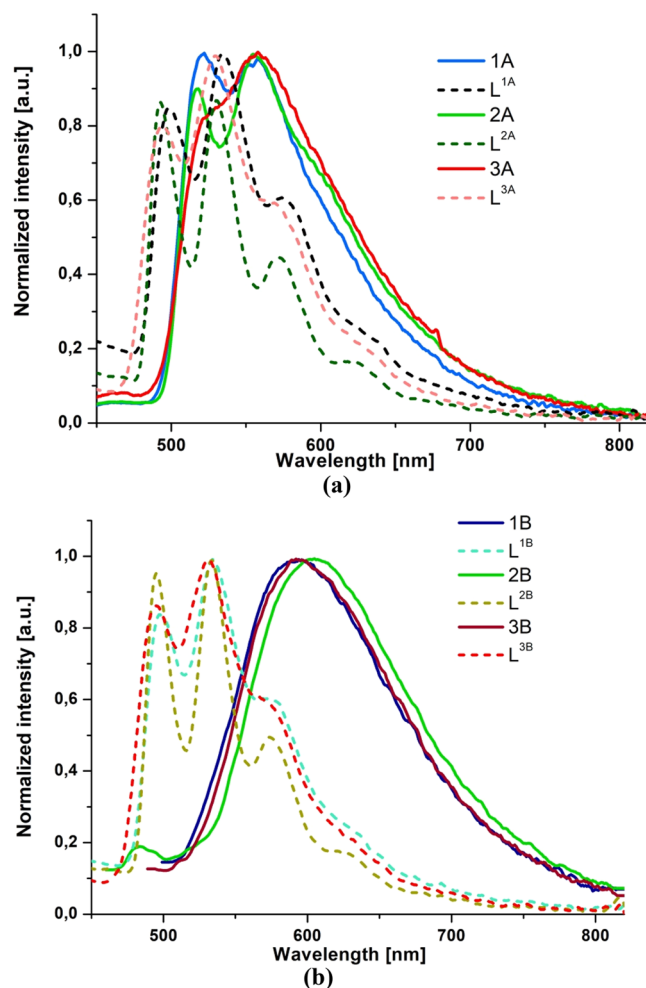 1,0
0,8
0,6
0,4
0,2
0,0
Normalized intensity [a.u.]
1A
L1A
2A
L2A
3A
L3A
500 600 700 800
Wavelength [nm]
(a)
1,0
0,8
0,6
0,4
0,2
0,0
Normalized intensity [a.u.]
1B
L1B
2B
L2B
3B
L3B
500 600 700 800
Wavelength [nm]
(b)